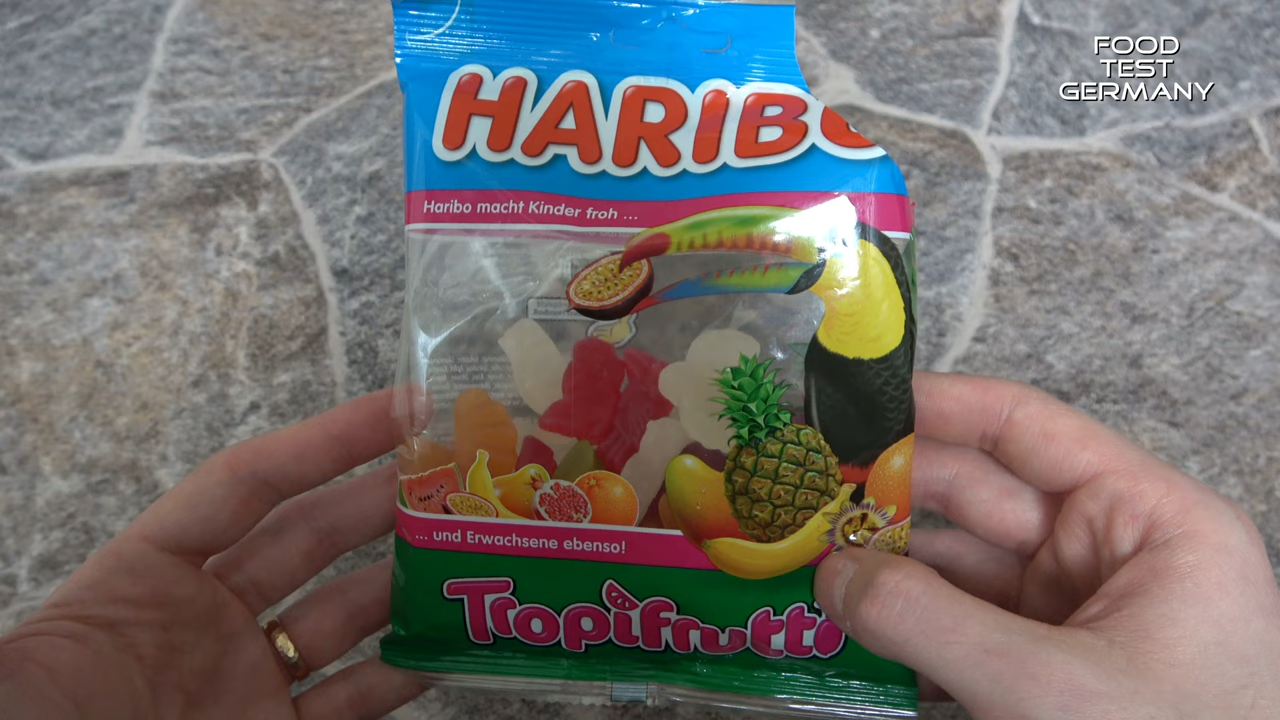 HARIBO
Haribo macht Kinder froh ...
... und Erwachsene ebenso!
Tropifrutti
FOOD
TEST
GERMANY